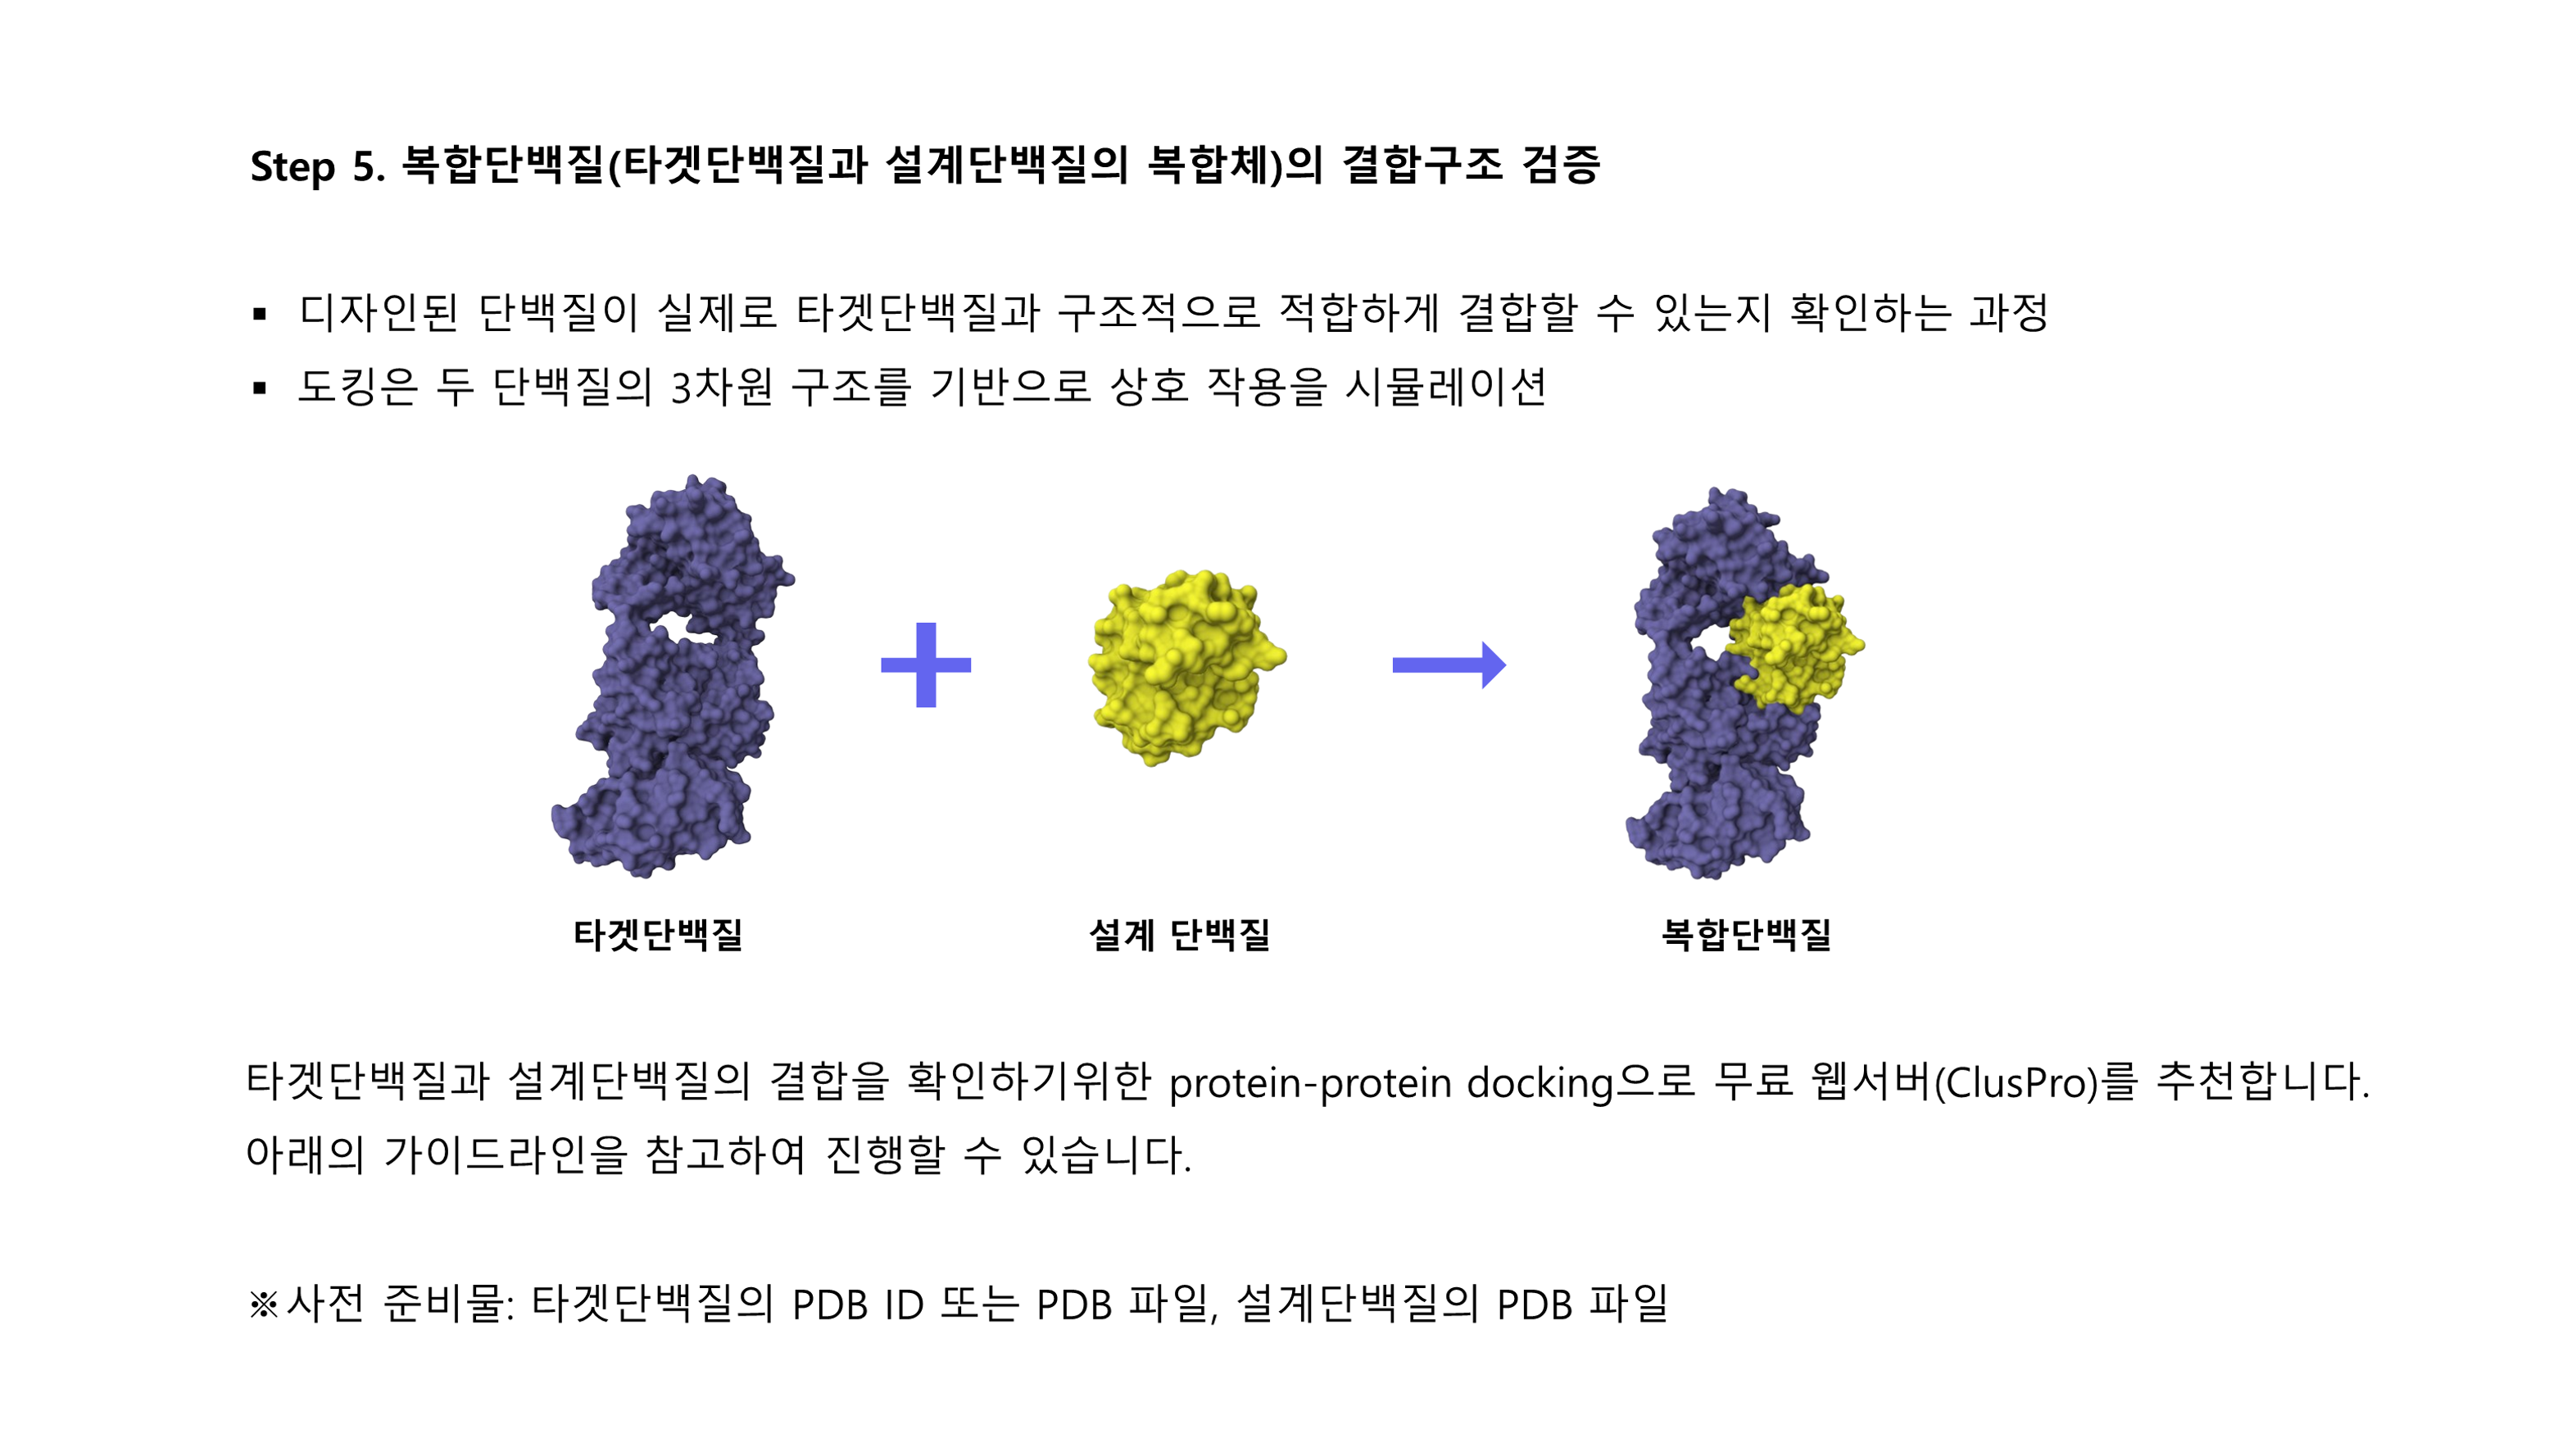 Step 5. 복합단백질(타겟단백질과 설계단백질의 복합체)의 결합구조 검증
▪ 디자인된 단백질이 실제로 타겟단백질과 구조적으로 적합하게 결합할 수 있는지 확인하는 과정
▪ 도킹은 두 단백질의 3차원 구조를 기반으로 상호 작용을 시뮬레이션
타겟단백질
설계 단백질
복합단백질
타겟단백질과 설계단백질의 결합을 확인하기위한 protein-protein docking으로 무료 웹서버(ClusPro)를 추천합니다.
아래의 가이드라인을 참고하여 진행할 수 있습니다.
※사전 준비물: 타겟단백질의 PDB ID 또는 PDB 파일, 설계단백질의 PDB 파일